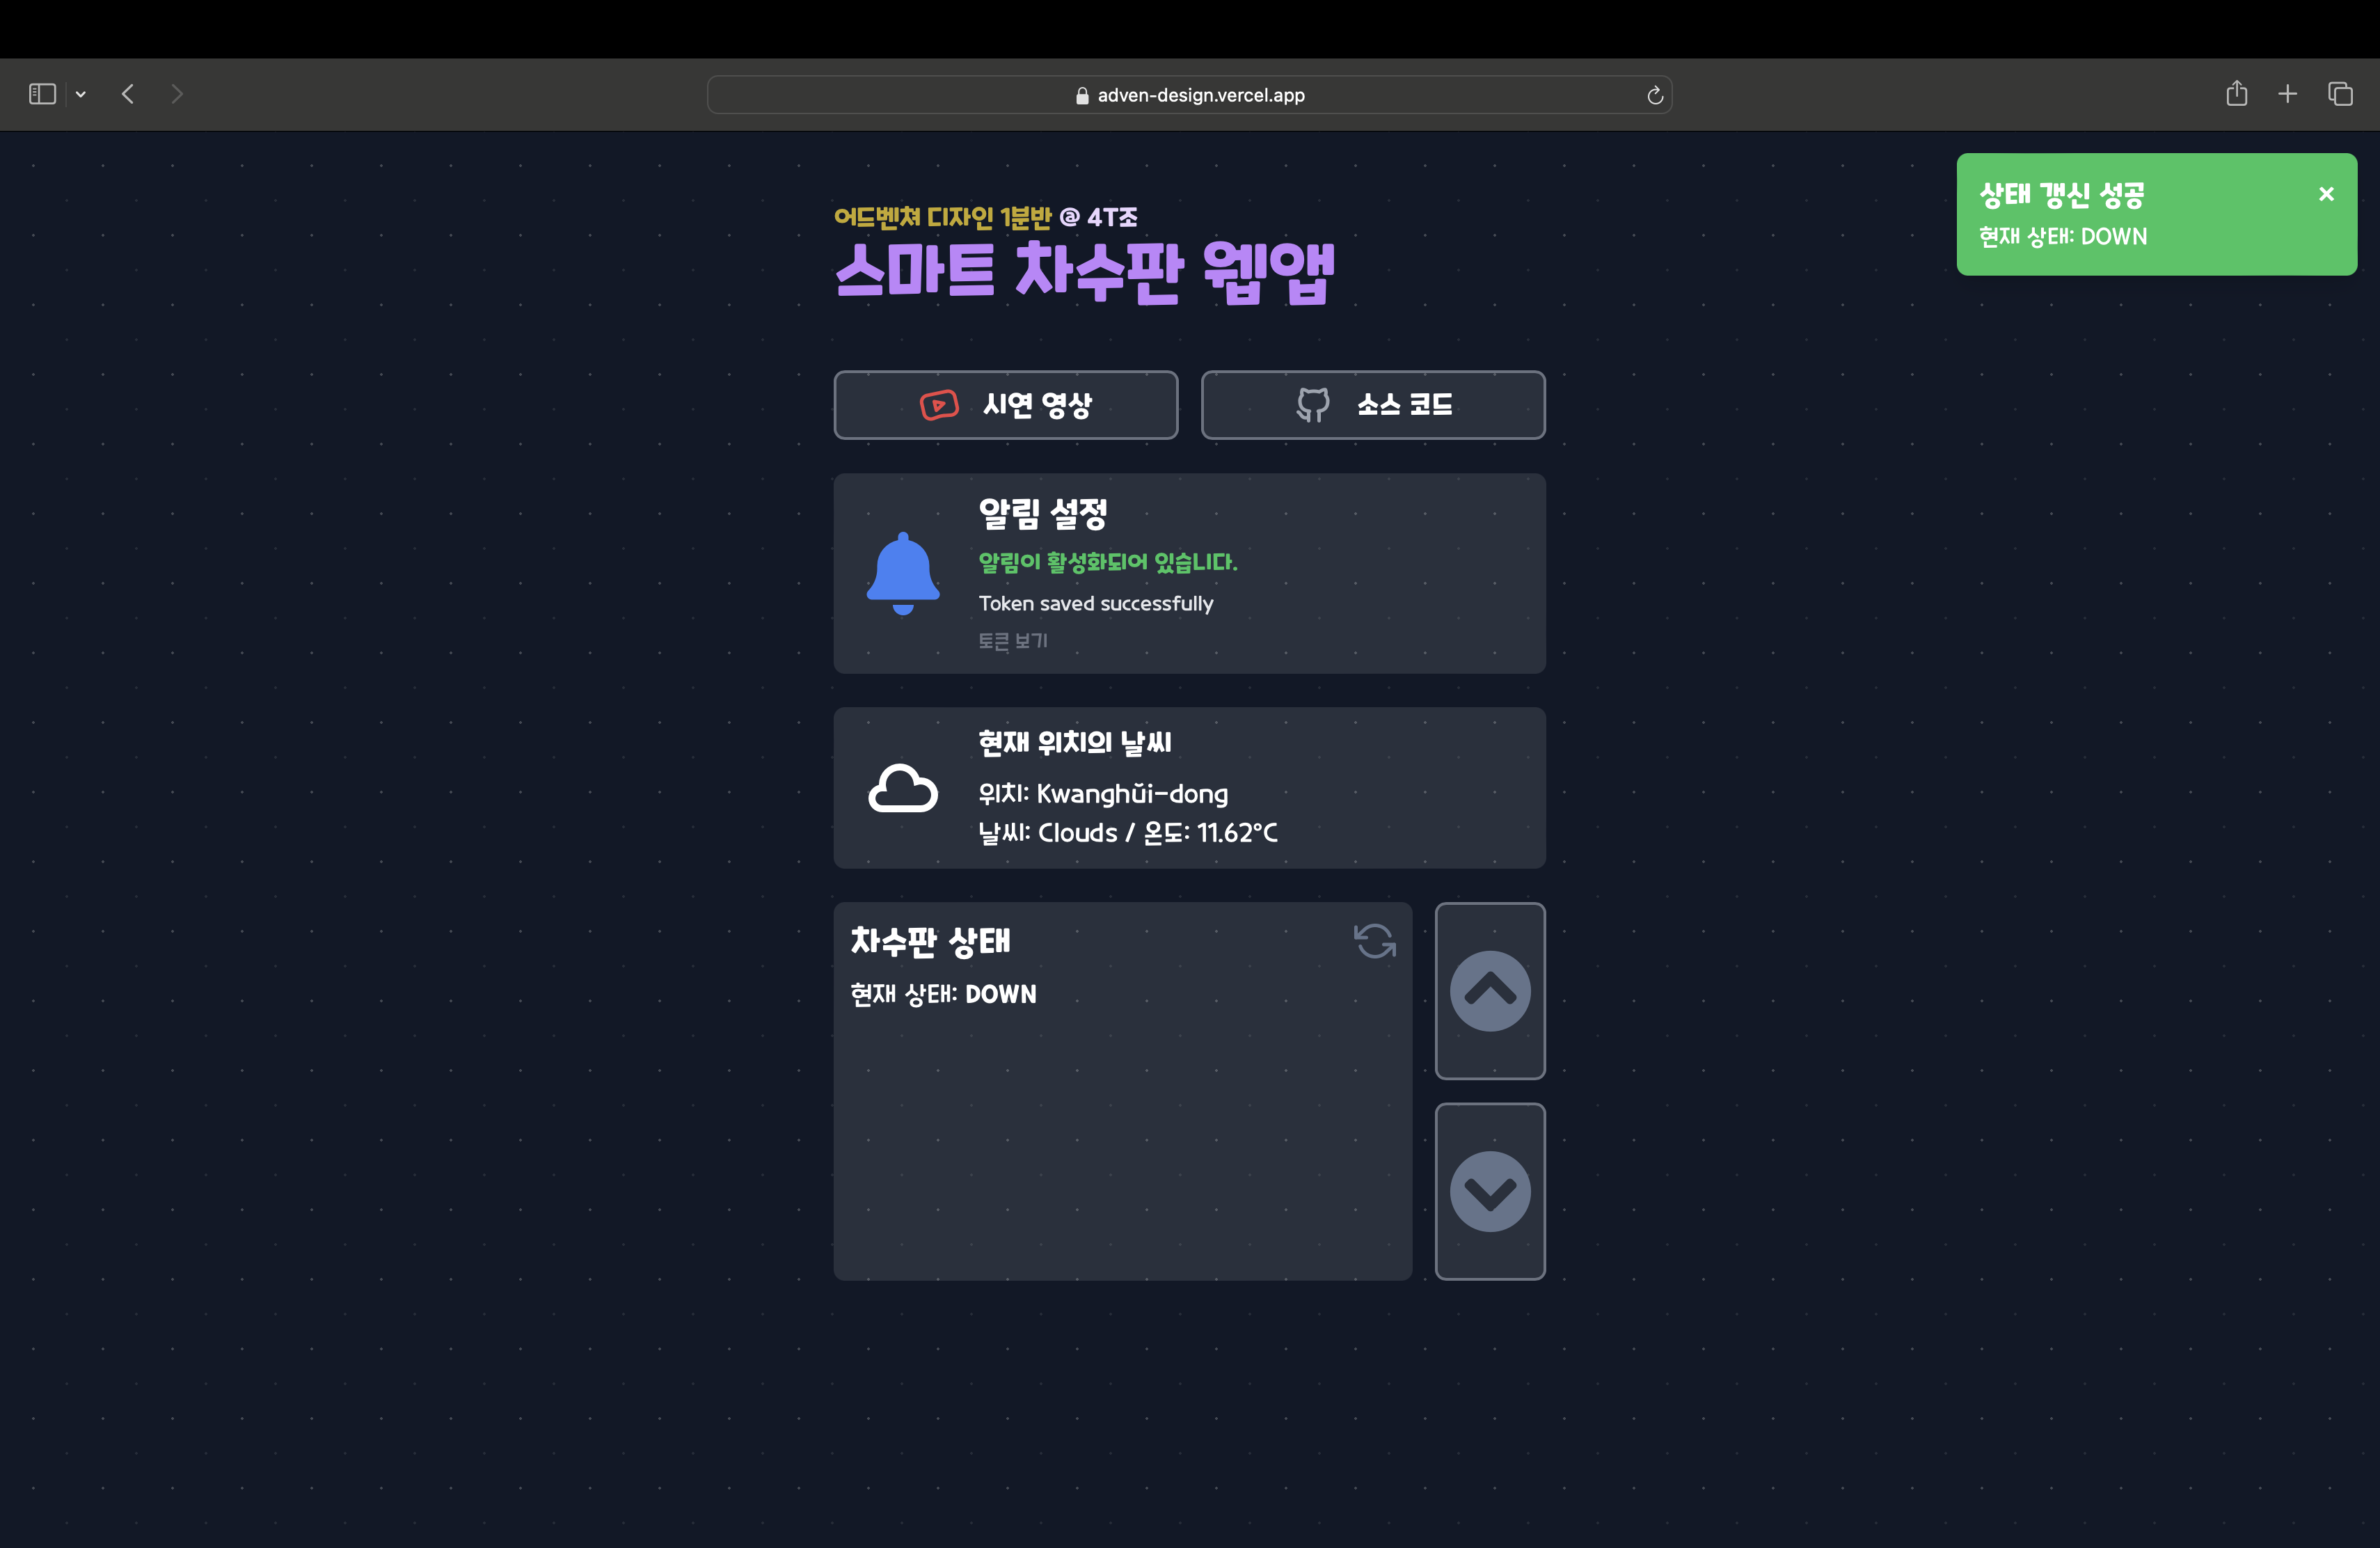 adven-design.vercel.app
상태 갱신 성공
현재 상태: DOWN
어드벤쳐 디자인 1분반 @ 4T조
스마트 차수판 웹앱
시연 영상
소스 코드
알림 설정
알림이 활성화되어 있습니다.
Token saved successfully
토큰 보기
현재 위치의 날씨
위치: Kwanghŭi-dong
날씨: Clouds / 온도: 11.62°C
차수판 상태
현재 상태: DOWN